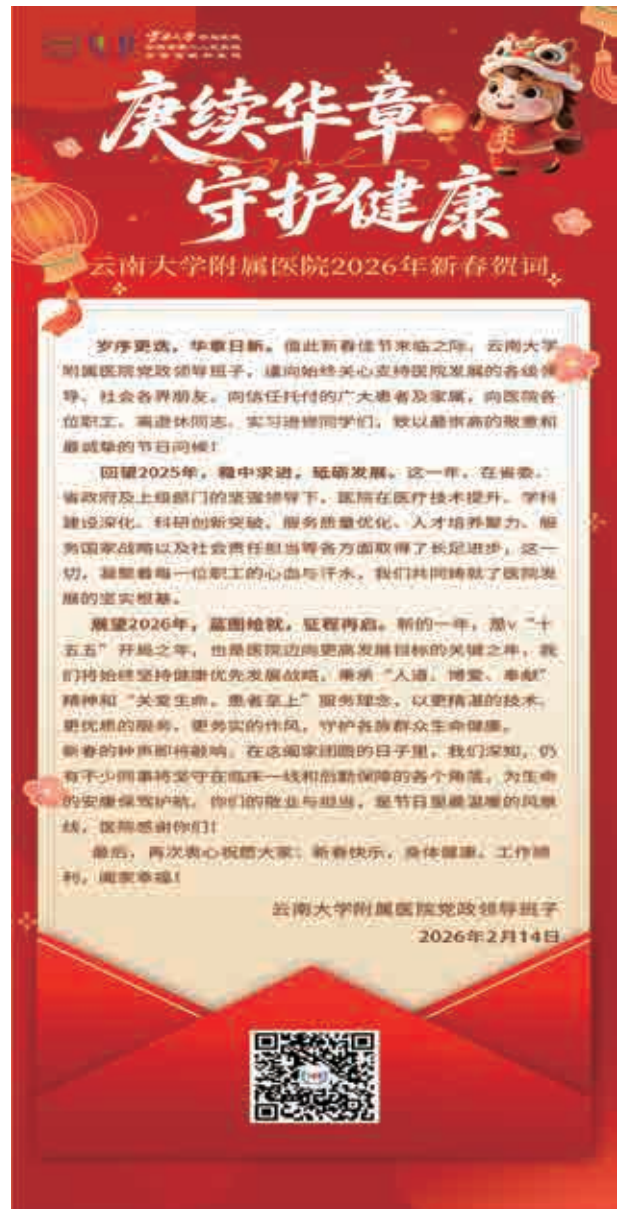 庚续华章
守护健康
云南大学附属医院2026年新春贺词
岁序更迭，华章日新。值此新春佳节来临之际，云南大学
附属医院党政领导班子，谨向始终关心支持医院发展的各级领
导、社会各界朋友，向信任托付的广大患者及家属，向医院各
位职工、离退休同志、实习进修同学们，致以最崇高的敬意和
最诚挚的节日问候！
回望2025年，稳中求进，砥砺发展。这一年，在省委、
省政府及上级部门的坚强领导下，医院在医疗技术提升、学科
建设深化、科研创新突破、服务质量优化、人才培养聚力、服
务国家战略以及社会责任担当等各方面取得了长足进步，这一
切，凝聚着每一位职工的心血与汗水，我们共同铸就了医院发
展的坚实根基。
展望2026年，蓝图绘就，征程再启。新的一年，是v“十
五五”开局之年，也是医院迈向更高发展目标的关键之年，我
们将始终坚持健康优先发展战略，秉承“人道、博爱、奉献”
精神和“关爱生命，患者至上”服务理念，以更精湛的技术、
更优质的服务、更务实的作风，守护各族群众生命健康。
新春的钟声即将敲响，在这阖家团圆的日子里，我们深知，仍
有不少同事将坚守在临床一线和后勤保障的各个角落，为生命
的安康保驾护航，你们的敬业与担当，是节日里最温暖的风景
线，医院感谢你们！
最后，再次衷心祝愿大家：新春快乐，身体健康，工作顺
利，阖家幸福！
云南大学附属医院党政领导班子
2026年2月14日